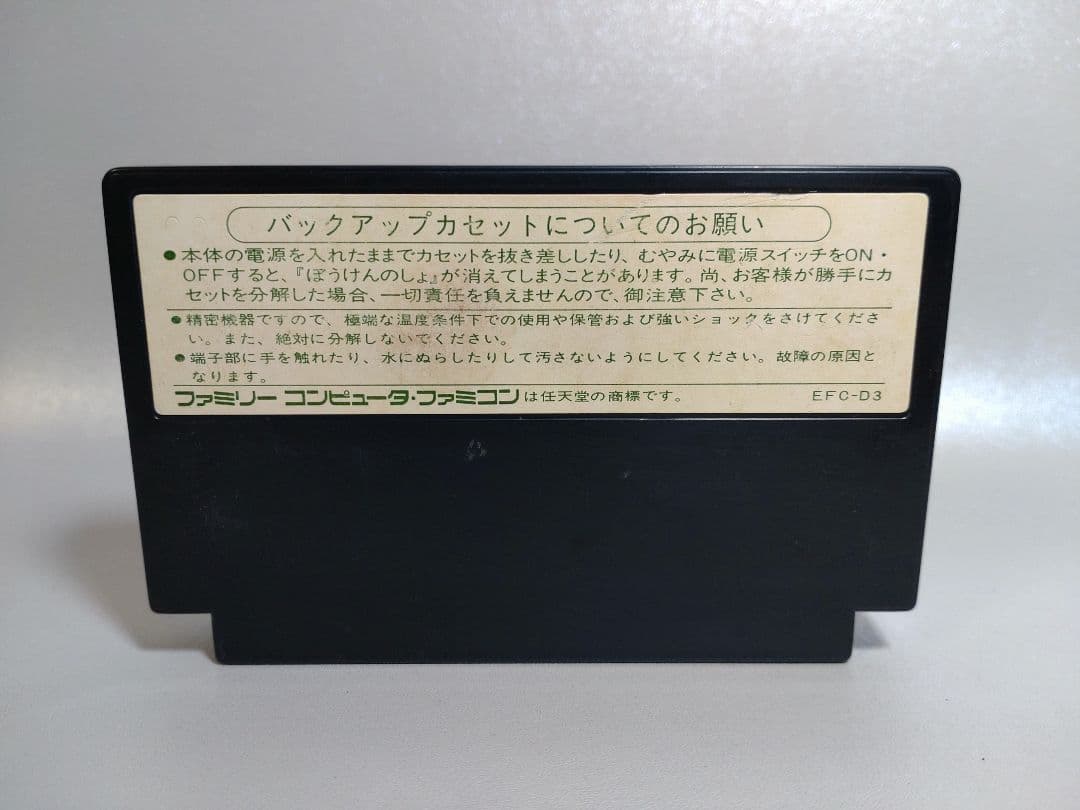 バックアップカセットについてのお願い
●本体の電源を入れたままでカセットを抜き差ししたり、むやみに電源スイッチをON・
OFFすると、『ぼうけんのしょ』が消えてしまうことがあります。尚、お客様が勝手にカ
セットを分解した場合、一切責任を負えませんので、御注意下さい。
●精密機器ですので、極端な温度条件下での使用や保管および強いショックをさけてくださ
い。また、絶対に分解しないでください。
●端子部に手を触れたり、水にぬらしたりして汚さないようにしてください。故障の原因と
なります。
ファミリーコンピュータ・ファミコンは任天堂の商標です。 EFC-D3